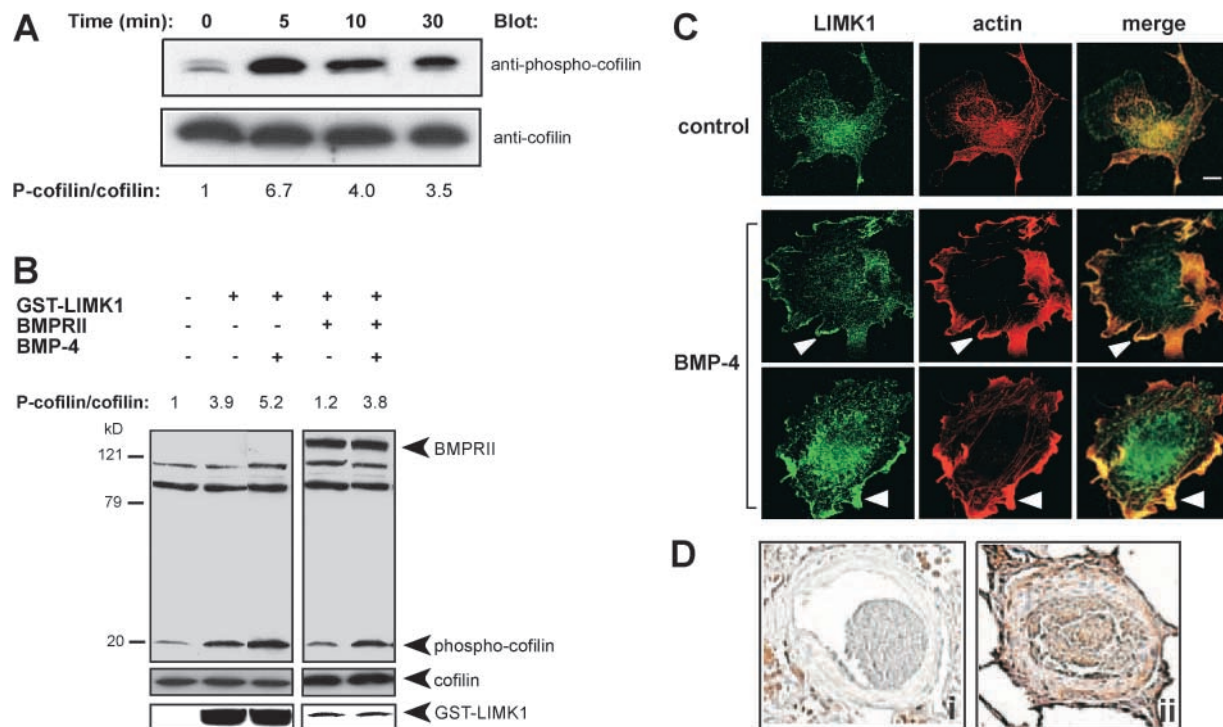 A
Time (min): 0 5 10 30 Blot:
anti-phospho-cofilin
anti-cofilin
P-cofilin/cofilin: 1 6.7 4.0 3.5
B
GST-LIMK1 - + + + +
BMPRII - - - + +
BMP-4 - - + - +
P-cofilin/cofilin: 1 3.9 5.2 1.2 3.8
kD
121
BMPRII
79
20
phospho-cofilin
cofilin
GST-LIMK1
C
LIMK1 actin merge
control
BMP-4
D
i
ii